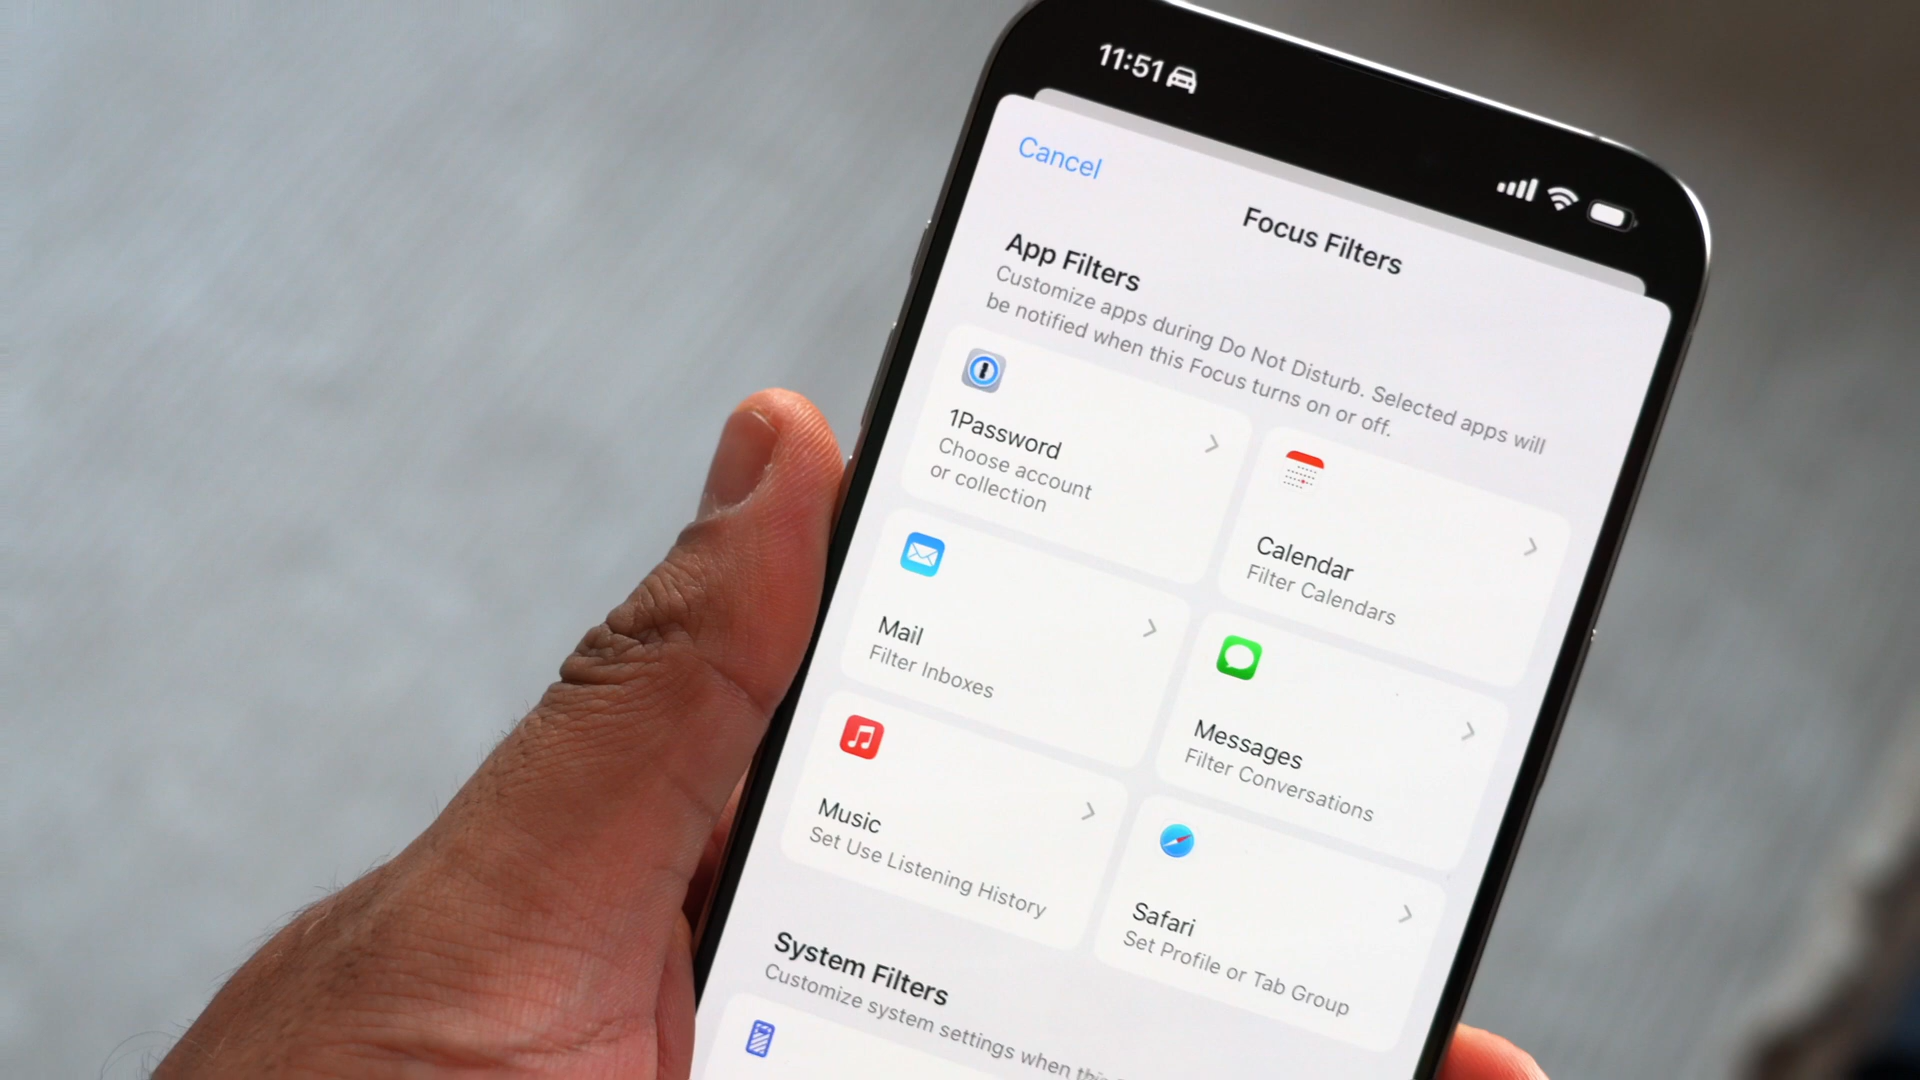 11:51
Cancel
Focus Filters
App Filters
Customize apps during Do Not Disturb. Selected apps will
be notified when this Focus turns on or off.
1Password
Choose account
or collection
Calendar
Filter Calendars
Mail
Filter Inboxes
Messages
Filter Conversations
Music
Set Use Listening History
Safari
Set Profile or Tab Group
System Filters
Customize system settings when this